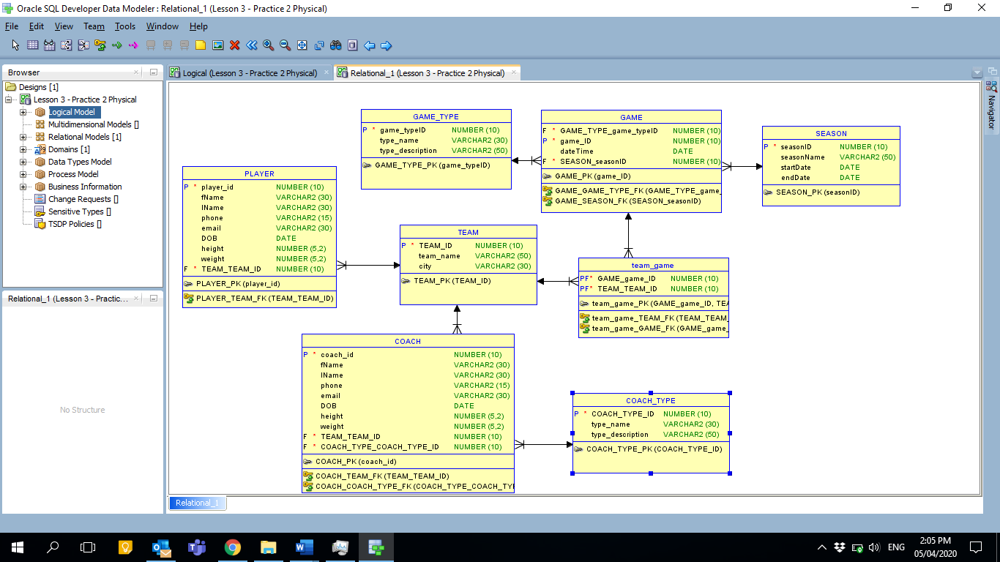 Oracle SQL Developer Data Modeler : Relational_1 (Lesson 3 - Practice 2 Physical)
File Edit View Team Tools Window Help
Browser
Designs [1]
Lesson 3 - Practice 2 Physical
Logical Model
Multidimensional Models []
Relational Models [1]
Domains [1]
Data Types Model
Process Model
Business Information
Change Requests []
Sensitive Types []
TSDP Policies []
Relational_1 (Lesson 3 - Practic...
No Structure
Logical (Lesson 3 - Practice 2 Physical)
Relational_1 (Lesson 3 - Practice 2 Physical)
Navigator
GAME_TYPE
P * game_typeID NUMBER (10)
type_name VARCHAR2 (30)
type_description VARCHAR2 (50)
GAME_TYPE_PK (game_typeID)
GAME
F * GAME_TYPE_game_typeID NUMBER (10)
P * game_ID NUMBER (10)
dateTime DATE
F * SEASON_seasonID NUMBER (10)
GAME_PK (game_ID)
GAME_GAME_TYPE_FK (GAME_TYPE_game_
GAME_SEASON_FK (SEASON_seasonID)
SEASON
P * seasonID NUMBER (10)
seasonName VARCHAR2 (50)
startDate DATE
endDate DATE
SEASON_PK (seasonID)
PLAYER
P * player_id NUMBER (10)
fName VARCHAR2 (30)
lName VARCHAR2 (30)
phone VARCHAR2 (15)
email VARCHAR2 (30)
DOB DATE
height NUMBER (5,2)
weight NUMBER (5,2)
F * TEAM_TEAM_ID NUMBER (10)
PLAYER_PK (player_id)
PLAYER_TEAM_FK (TEAM_TEAM_ID)
TEAM
P * TEAM_ID NUMBER (10)
team_name VARCHAR2 (50)
city VARCHAR2 (30)
TEAM_PK (TEAM_ID)
team_game
PF* GAME_game_ID NUMBER (10)
PF* TEAM_TEAM_ID NUMBER (10)
team_game_PK (GAME_game_ID, TEA
team_game_TEAM_FK (TEAM_TEAM_
team_game_GAME_FK (GAME_game_
COACH
P * coach_id NUMBER (10)
fName VARCHAR2 (30)
lName VARCHAR2 (30)
phone VARCHAR2 (15)
email VARCHAR2 (30)
DOB DATE
height NUMBER (5,2)
weight NUMBER (5,2)
F * TEAM_TEAM_ID NUMBER (10)
F * COACH_TYPE_COACH_TYPE_ID NUMBER (10)
COACH_PK (coach_id)
COACH_TEAM_FK (TEAM_TEAM_ID)
COACH_COACH_TYPE_FK (COACH_TYPE_COACH_TYI
COACH_TYPE
P * COACH_TYPE_ID NUMBER (10)
type_name VARCHAR2 (30)
type_description VARCHAR2 (50)
COACH_TYPE_PK (COACH_TYPE_ID)
Relational_1
ENG
2:05 PM
05/04/2020